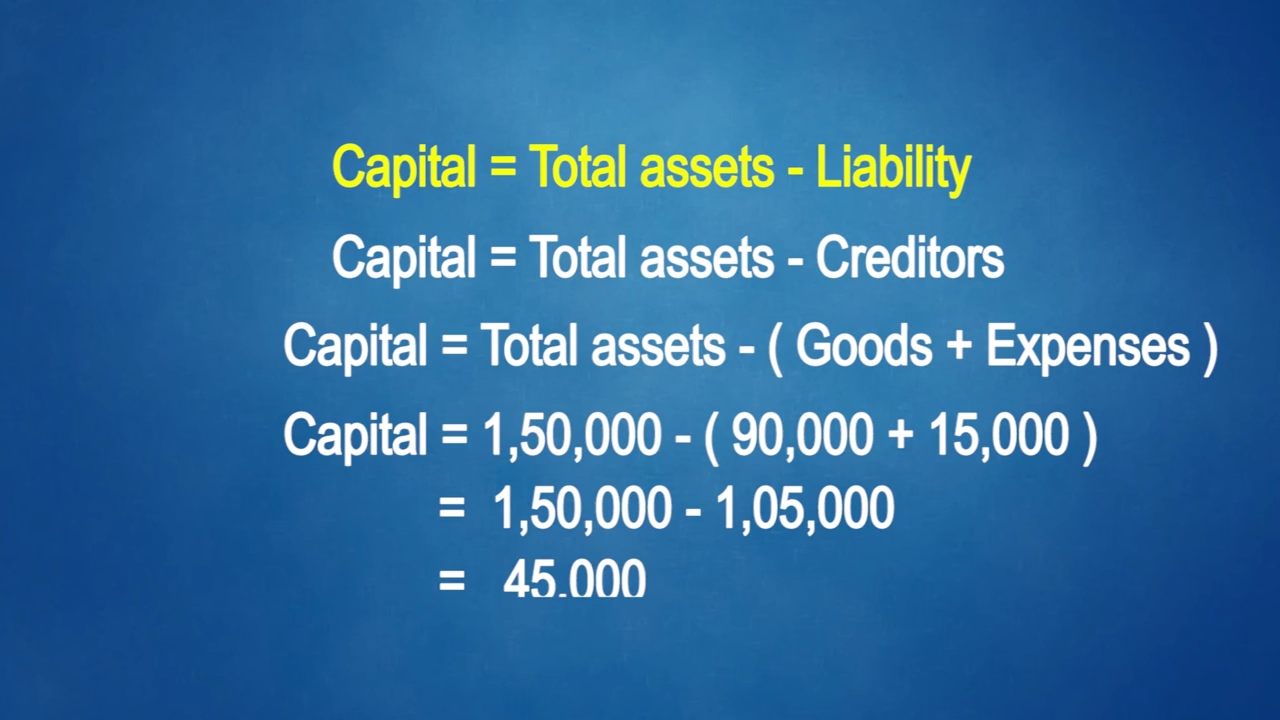 Capital = Total assets - Liability
Capital = Total assets - Creditors
Capital = Total assets - ( Goods + Expenses )
Capital = 1,50,000 - ( 90,000 + 15,000 )
= 1,50,000 - 1,05,000
= 45,000